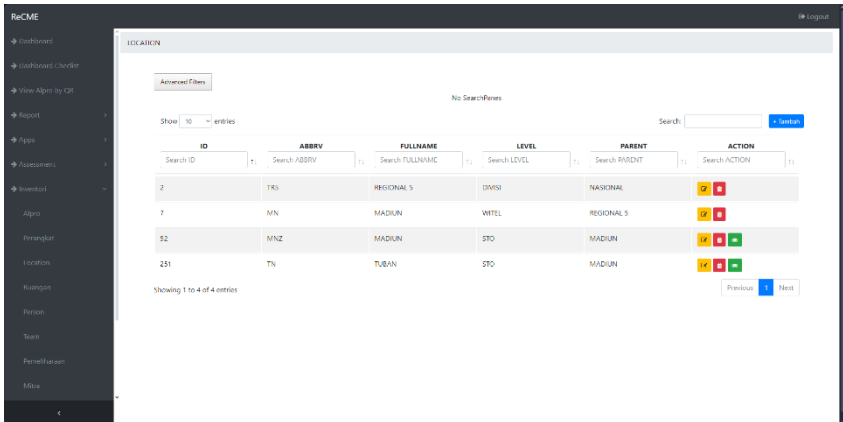 ReCME
Logout
Dashboard
Dashboard Checlist
View Alpro by QR
Report
Apps
Assessment
Inventori
Alpro
Perangkat
Location
Ruangan
Person
Team
Pemeliharaan
Mitra
LOCATION
Advanced Filters
No SearchPanes
Show 10 entries
Search:
+ Tambah
ID ABBRV FULLNAME LEVEL PARENT ACTION
Search ID Search ABBRV Search FULLNAME Search LEVEL Search PARENT Search ACTION
2 TR5 REGIONAL 5 DIVISI NASIONAL
7 MN MADIUN WITEL REGIONAL 5
92 MNZ MADIUN STO MADIUN
251 TN TUBAN STO MADIUN
Showing 1 to 4 of 4 entries
Previous 1 Next